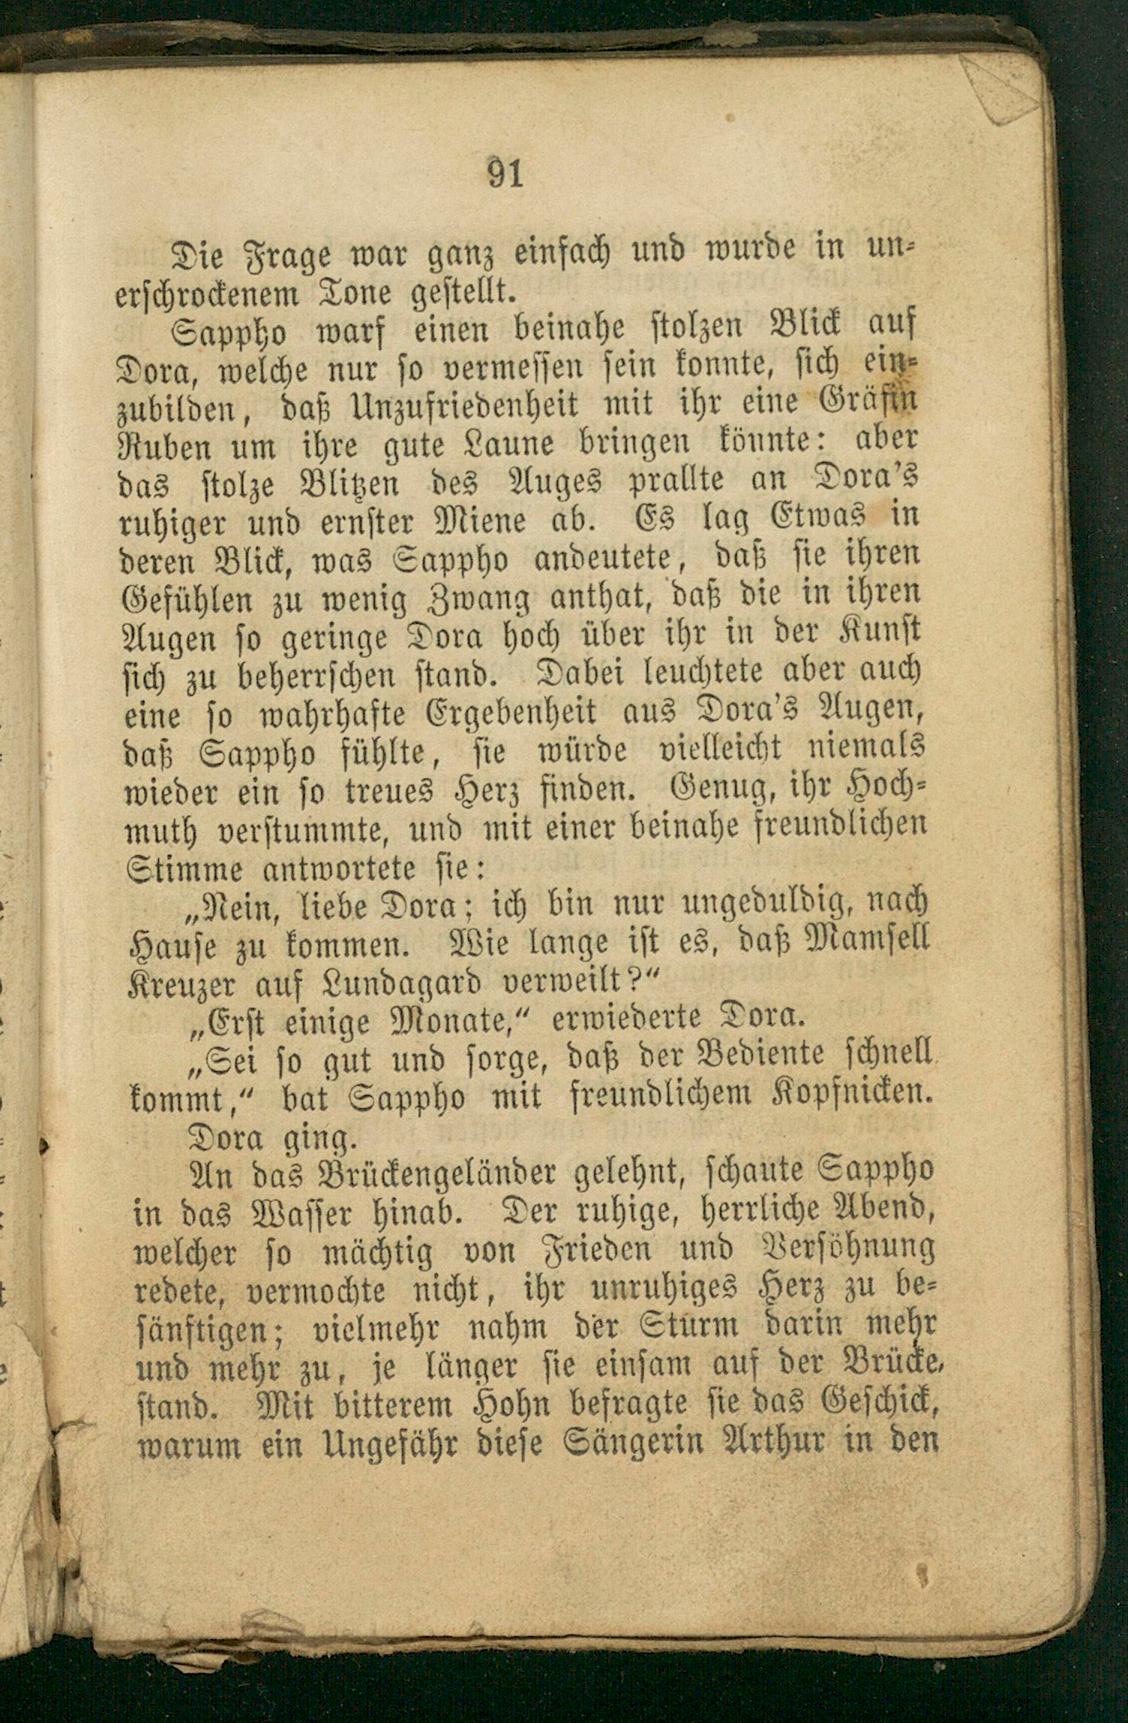 91
Die Frage war ganz einfach und wurde in un-
erschrockenem Tone gestellt.
Sappho warf einen beinahe stolzen Blick auf
Dora, welche nur so vermessen sein konnte, sich ein-
zubilden, daß Unzufriedenheit mit ihr eine Gräfin
Ruben um ihre gute Laune bringen könnte: aber
das stolze Blitzen des Auges prallte an Dora's
ruhiger und ernster Miene ab. Es lag Etwas in
deren Blick, was Sappho andeutete, daß sie ihren
Gefühlen zu wenig Zwang anthat, daß die in ihren
Augen so geringe Dora hoch über ihr in der Kunst
sich zu beherrschen stand. Dabei leuchtete aber auch
eine so wahrhafte Ergebenheit aus Dora's Augen,
daß Sappho fühlte, sie würde vielleicht niemals
wieder ein so treues Herz finden. Genug, ihr Hoch-
muth verstummte, und mit einer beinahe freundlichen
Stimme antwortete sie:
„Nein, liebe Dora; ich bin nur ungeduldig, nach
Hause zu kommen. Wie lange ist es, daß Mamsell
Kreuzer auf Lundagard verweilt?“
„Erst einige Monate,“ erwiederte Dora.
„Sei so gut und sorge, daß der Bediente schnell
kommt,“ bat Sappho mit freundlichem Kopfnicken.
Dora ging.
An das Brückengeländer gelehnt, schaute Sappho
in das Wasser hinab. Der ruhige, herrliche Abend,
welcher so mächtig von Frieden und Versöhnung
redete, vermochte nicht, ihr unruhiges Herz zu be-
sänftigen; vielmehr nahm der Sturm darin mehr
und mehr zu, je länger sie einsam auf der Brücke,
stand. Mit bitterem Hohn befragte sie das Geschick,
warum ein Ungefähr diese Sängerin Arthur in den